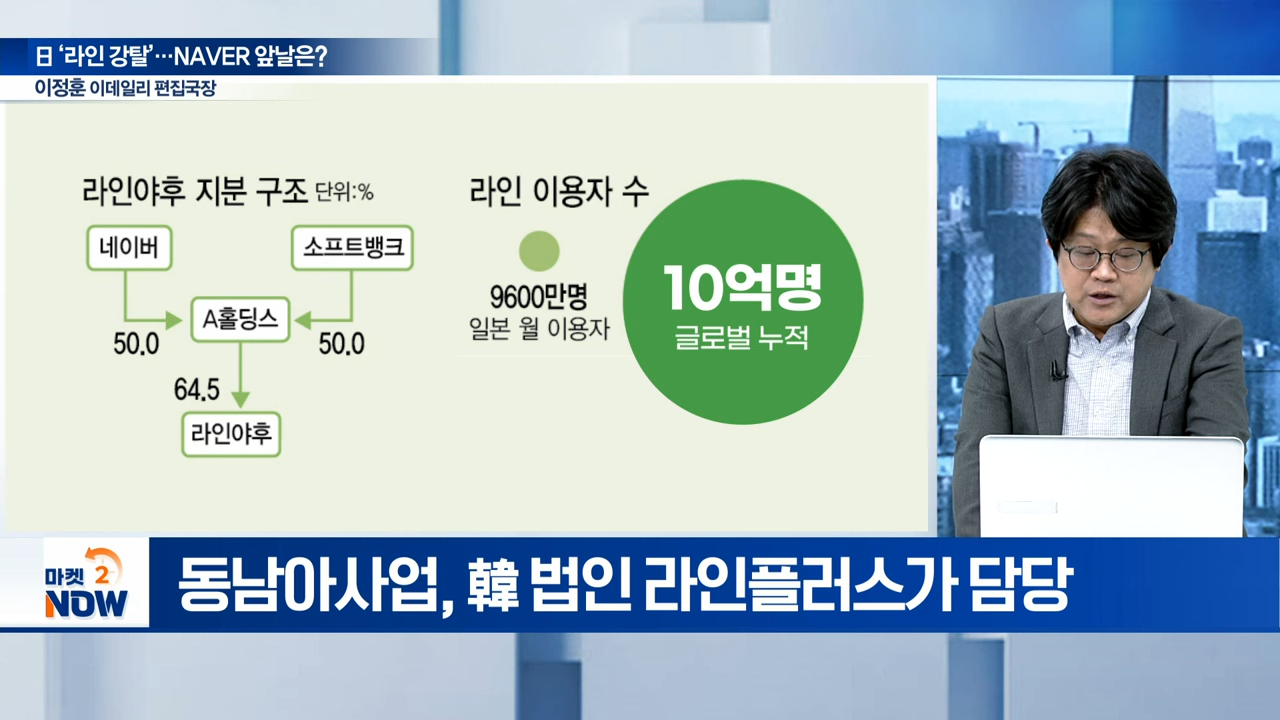 日 ‘라인 강탈’…NAVER 앞날은?
이정훈 이데일리 편집국장
라인야후 지분 구조 단위:%
네이버
소프트뱅크
A홀딩스
50.0
50.0
64.5
라인야후
라인 이용자 수
9600만명
일본 월 이용자
10억명
글로벌 누적
마켓 2
NOW
동남아사업, 韓 법인 라인플러스가 담당